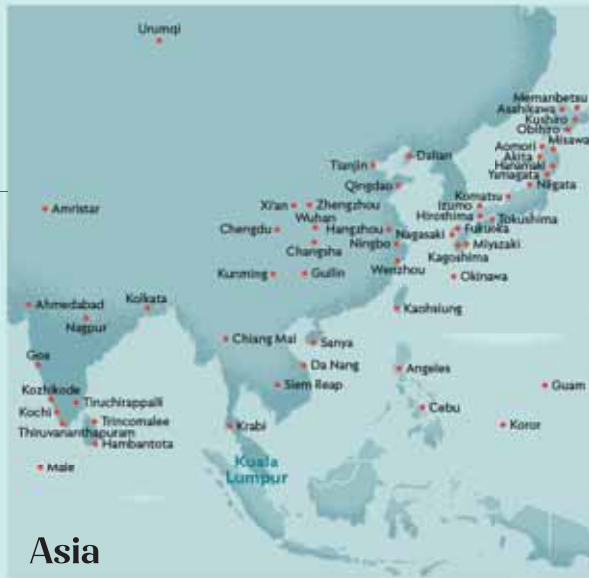 Urumqi
Memanbetsu
Asahikawa
Kushiro
Obihiro
Misawa
Aomori
Akita
Hanamaki
Yamagata
Niigata
Tianjin
Dalian
Qingdao
Komatsu
Izumo
Hiroshima
Tokushima
Amristar
Xi'an
Zhengzhou
Wuhan
Chengdu
Hangzhou
Nagasaki
Fukuoka
Changsha
Ningbo
Miyazaki
Kagoshima
Wenzhou
Kunming
Guilin
Okinawa
Ahmedabad
Kolkata
Kaohsiung
Nagpur
Chiang Mai
Sanya
Goa
Da Nang
Angeles
Siem Reap
Guam
Kozhikode
Tiruchirappalli
Cebu
Kochi
Trincomalee
Koror
Thiruvananthapuram
Krabi
Hambantota
Male
Kuala
Lumpur
Asia